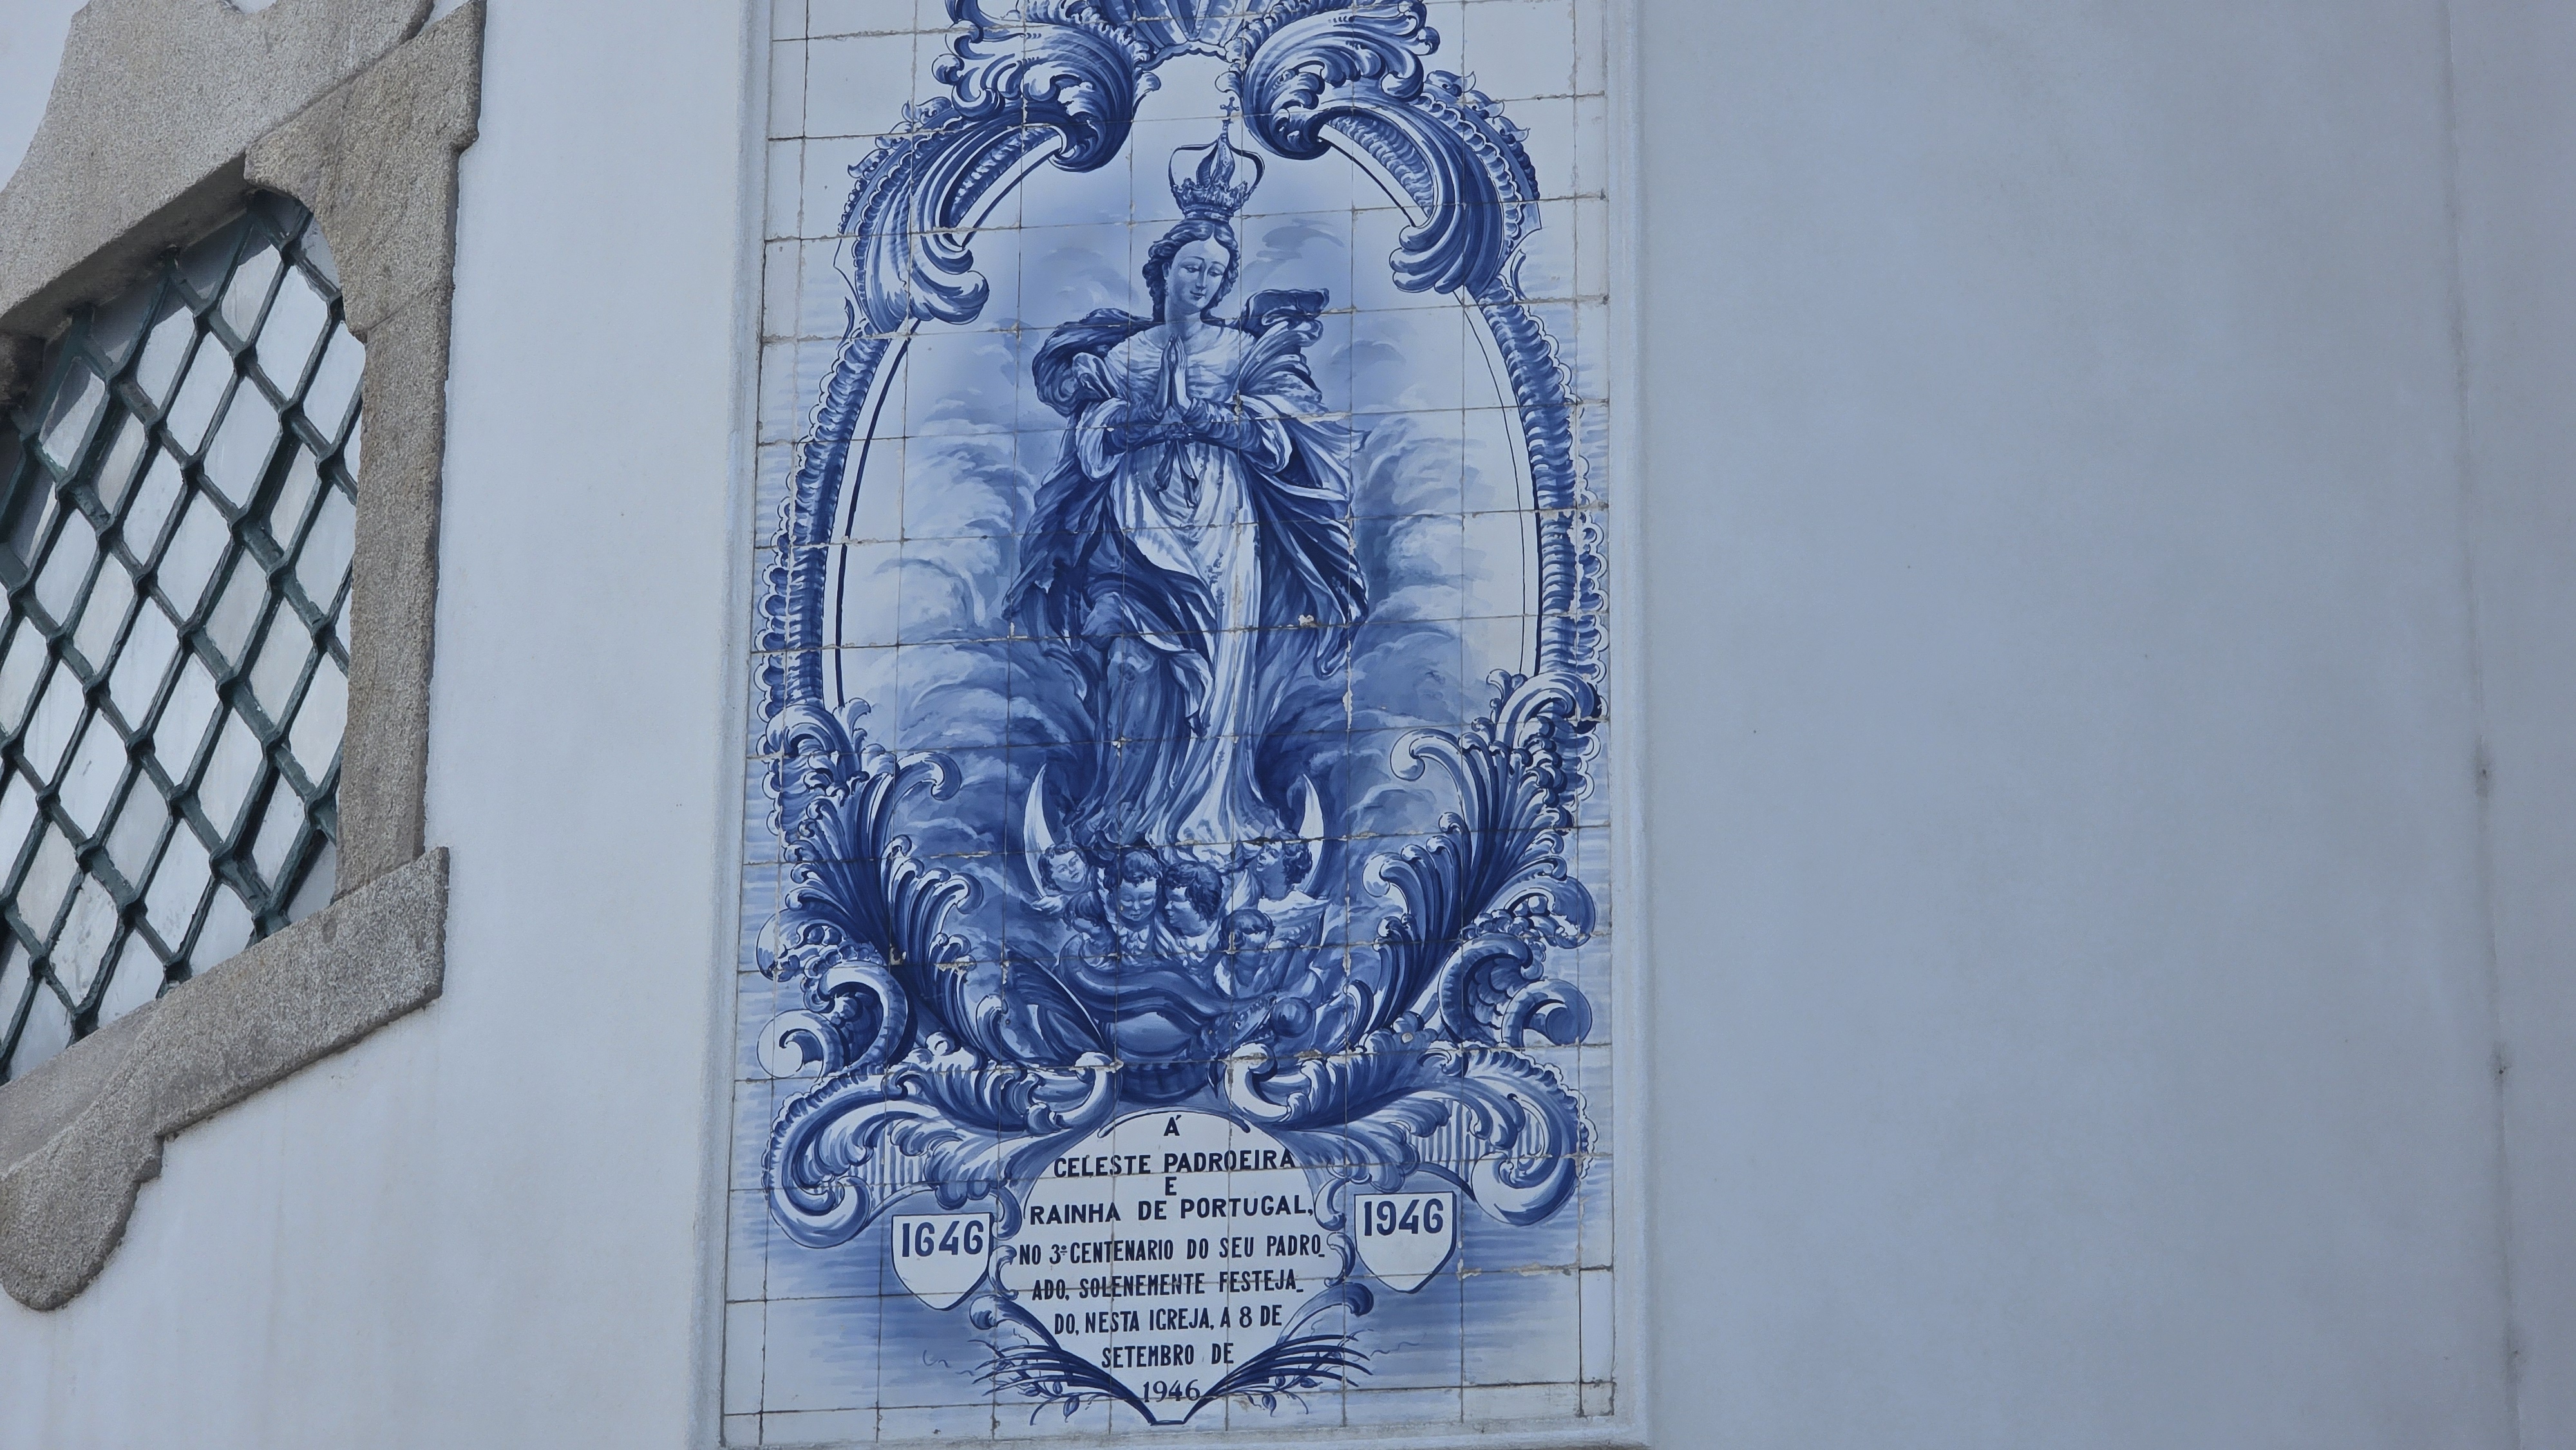 Á
CELESTE PADROEIRA
E
RAINHA DE PORTUGAL,
1646
1946
NO 3º CENTENARIO DO SEU PADRO_
ADO, SOLENEMENTE FESTEJA_
DO, NESTA IGREJA, A 8 DE
SETEMBRO DE
1946